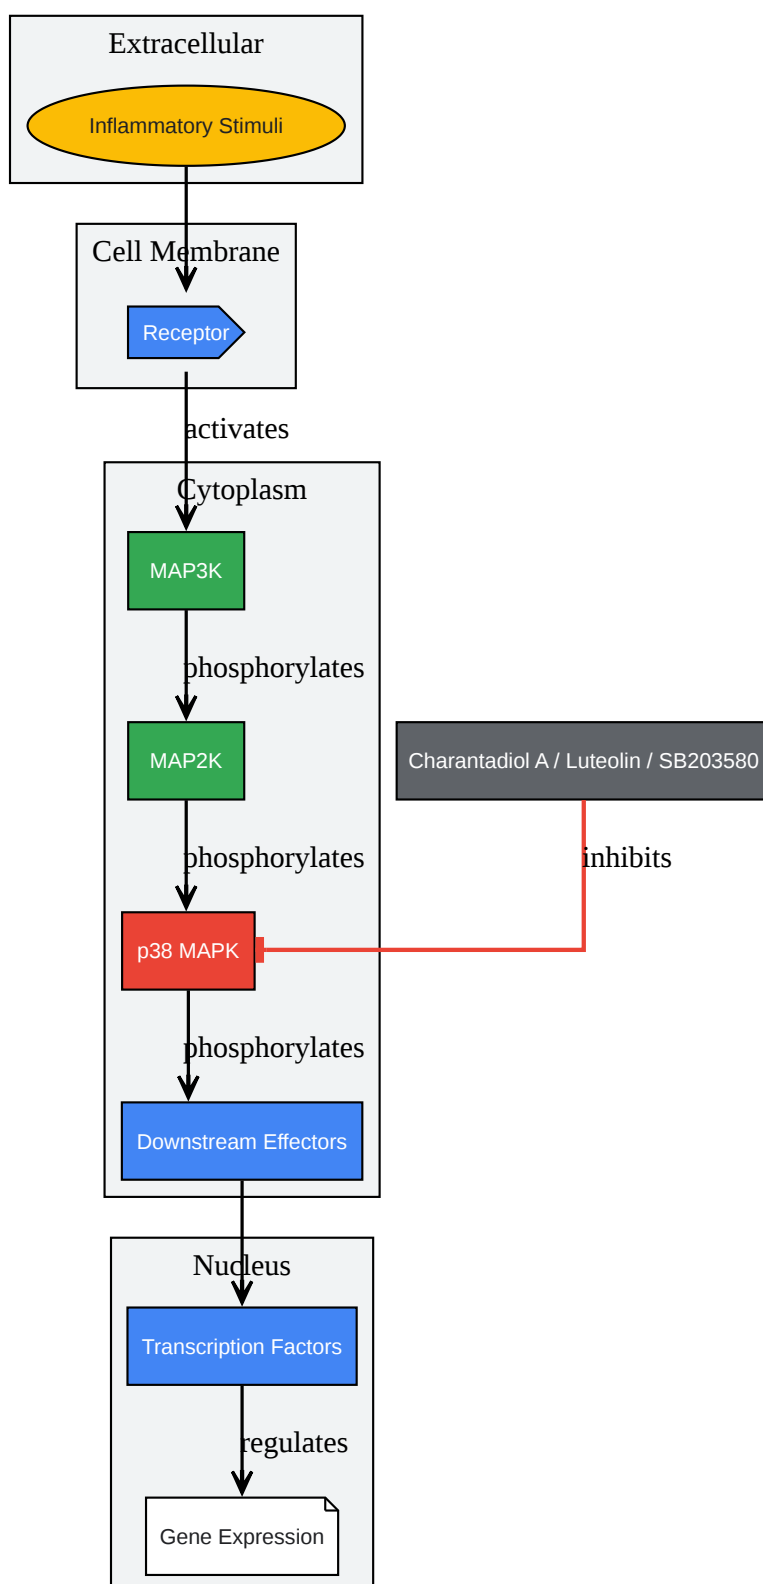 Extracellular
Inflammatory Stimuli
Cell Membrane
Receptor
activates
Cytoplasm
MAP3K
phosphorylates
MAP2K
Charantadiol A / Luteolin / SB203580
phosphorylates
inhibits
p38 MAPK
phosphorylates
Downstream Effectors
Nucleus
Transcription Factors
regulates
Gene Expression